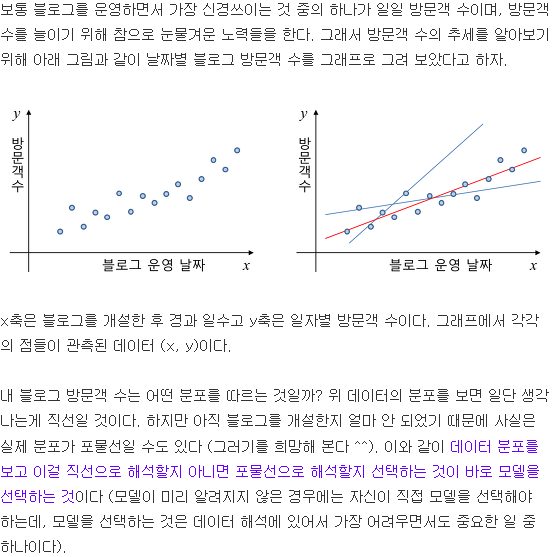 보통 블로그를 운영하면서 가장 신경쓰이는 것 중의 하나가 일일 방문객 수이며, 방문객
수를 늘이기 위해 참으로 눈물겨운 노력들을 한다. 그래서 방문객 수의 추세를 알아보기
위해 아래 그림과 같이 날짜별 블로그 방문객 수를 그래프로 그려 보았다고 하자.
y
방문객수
블로그 운영 날짜
x
y
방문객수
블로그 운영 날짜
x
x축은 블로그를 개설한 후 경과 일수고 y축은 일자별 방문객 수이다. 그래프에서 각각
의 점들이 관측된 데이터 (x, y)이다.
내 블로그 방문객 수는 어떤 분포를 따르는 것일까? 위 데이터의 분포를 보면 일단 생각
나는게 직선일 것이다. 하지만 아직 블로그를 개설한지 얼마 안 되었기 때문에 사실은
실제 분포가 포물선일 수도 있다 (그러기를 희망해 본다 ^^). 이와 같이 데이터 분포를
보고 이걸 직선으로 해석할지 아니면 포물선으로 해석할지 선택하는 것이 바로 모델을
선택하는 것이다 (모델이 미리 알려지지 않은 경우에는 자신이 직접 모델을 선택해야
하는데, 모델을 선택하는 것은 데이터 해석에 있어서 가장 어려우면서도 중요한 일 중
하나이다).